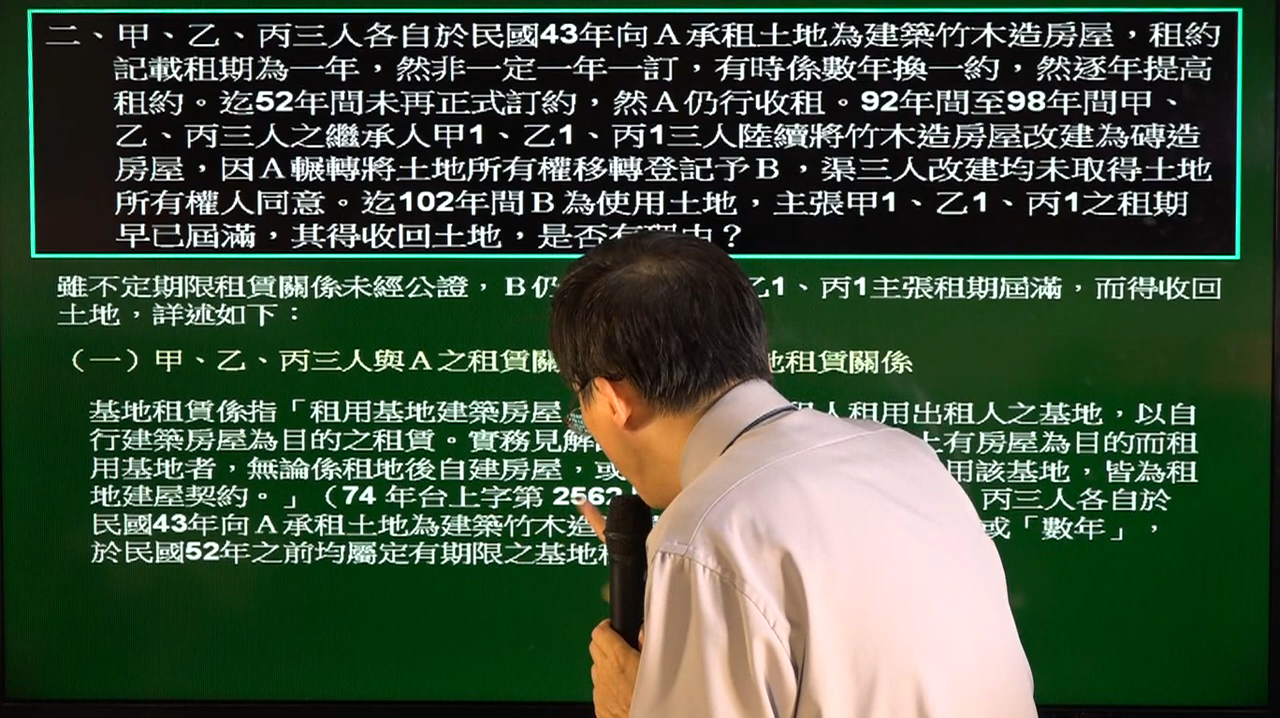 二、甲、乙、丙三人各自於民國43年向A承租土地為建築竹木造房屋，租約
記載租期為一年，然非一定一年一訂，有時係數年換一約，然逐年提高
租約。迄52年間未再正式訂約，然A仍行收租。92年間至98年間甲、
乙、丙三人之繼承人甲1、乙1、丙1三人陸續將竹木造房屋改建為磚造
房屋，因A輾轉將土地所有權移轉登記予B，渠三人改建均未取得土地
所有權人同意。迄102年間B為使用土地，主張甲1、乙1、丙1之租期
早已屆滿，其得收回土地，是否有理由？
雖不定期限租賃關係未經公證，B仍 乙1、丙1主張租期屆滿，而得收回
土地，詳述如下：
（一）甲、乙、丙三人與A之租賃關 地租賃關係
基地租賃係指「租用基地建築房屋 租人租用出租人之基地，以自
行建築房屋為目的之租賃。實務見解 上有房屋為目的而租
用基地者，無論係租地後自建房屋，或 用該基地，皆為租
地建屋契約。」（74 年台上字第 2562 丙三人各自於
民國43年向A承租土地為建築竹木造 或「數年」，
於民國52年之前均屬定有期限之基地租